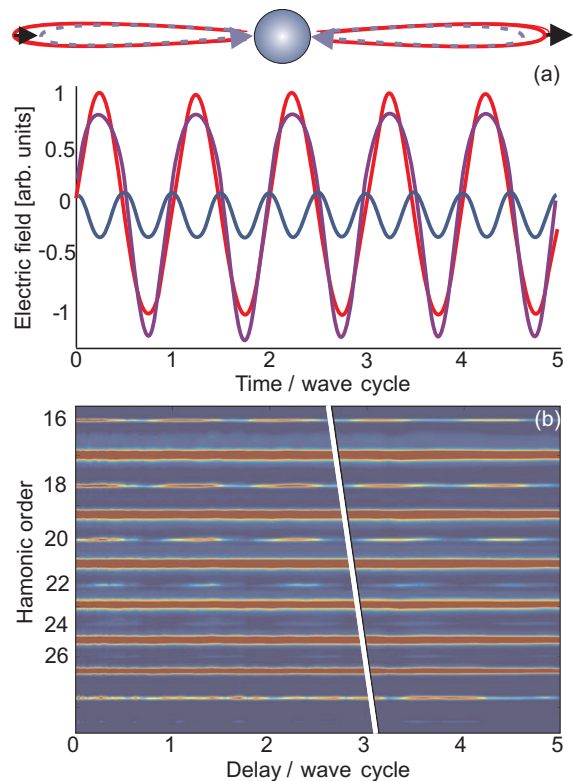 (a)
Electric field [arb. units]
1
0.5
0
-0.5
-1
0 1 2 3 4 5
Time / wave cycle
(b)
Hamonic order
16
18
20
22
24
26
0 1 2 3 4 5
Delay / wave cycle